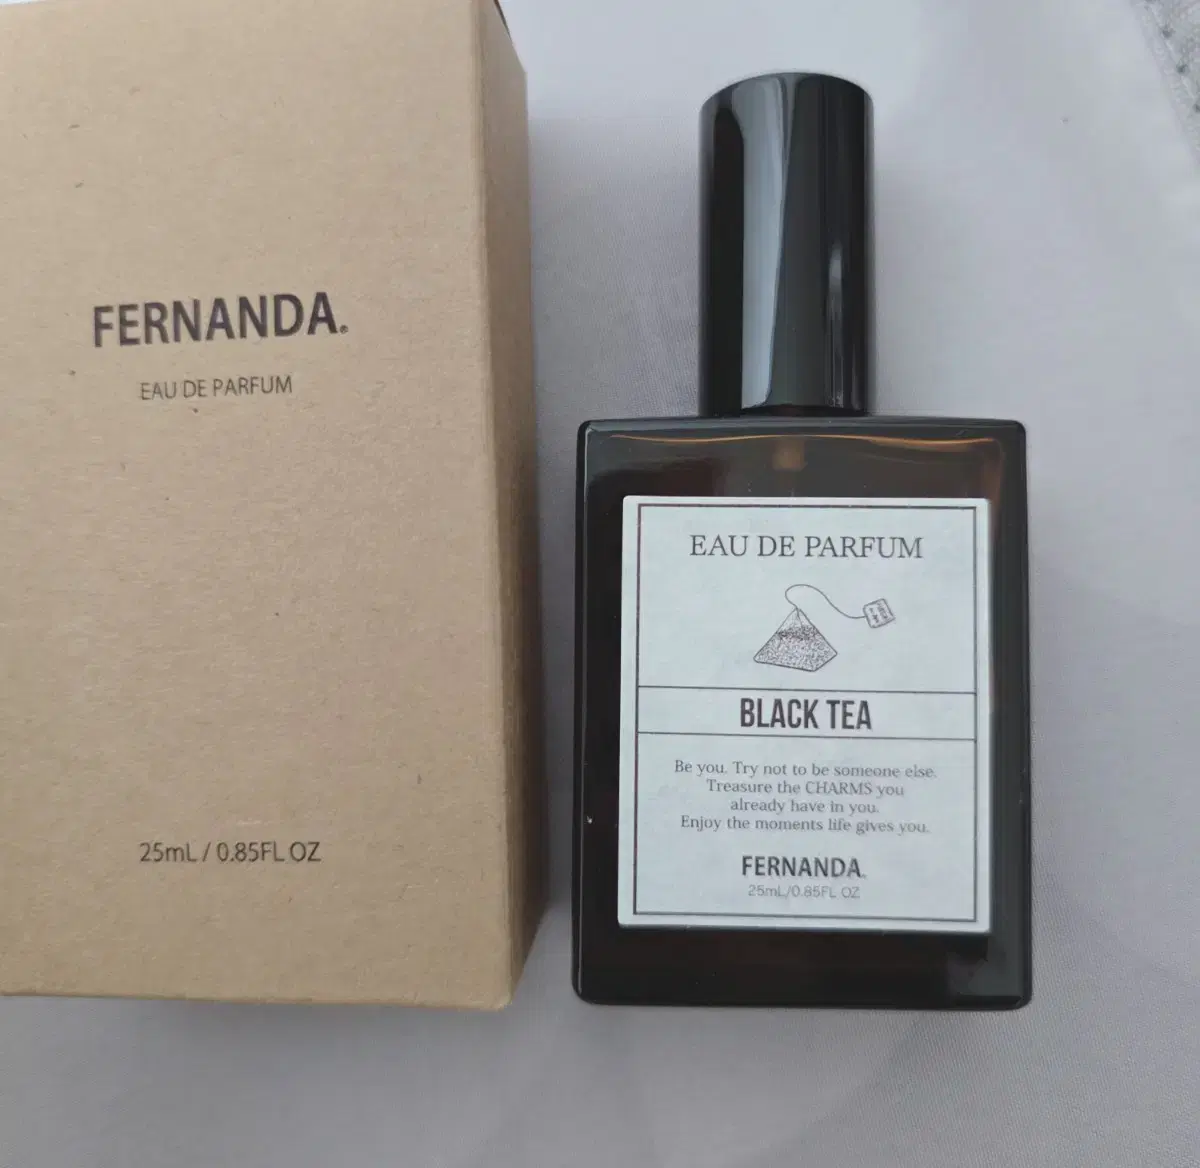 FERNANDA®
EAU DE PARFUM
25mL / 0.85FL OZ
EAU DE PARFUM
BLACK TEA
Be you. Try not to be someone else.
Treasure the CHARMS you
already have in you.
Enjoy the moments life gives you.
FERNANDA®
25mL/0.85FL OZ